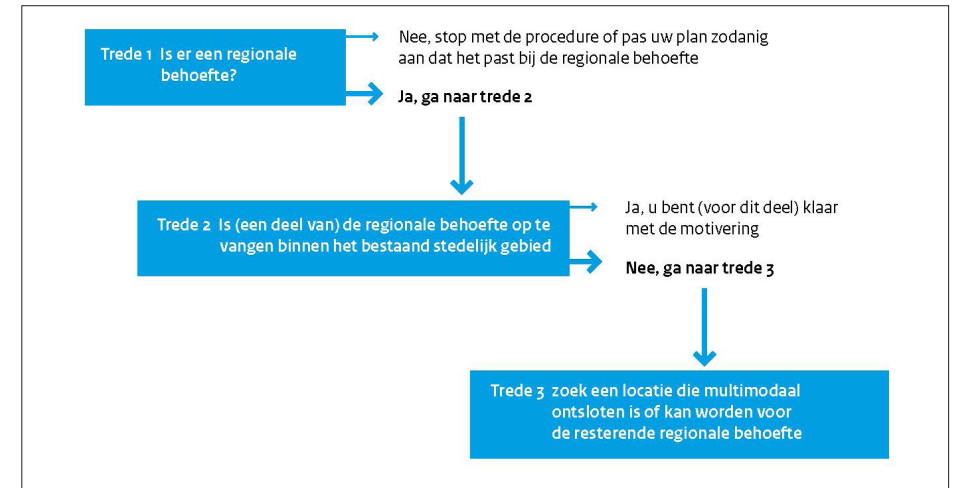 Trede 1 Is er een regionale
behoefte?
Nee, stop met de procedure of pas uw plan zodanig
aan dat het past bij de regionale behoefte
Ja, ga naar trede 2
Trede 2 Is (een deel van) de regionale behoefte op te
vangen binnen het bestaand stedelijk gebied
Ja, u bent (voor dit deel) klaar
met de motivering
Nee, ga naar trede 3
Trede 3 zoek een locatie die multimodaal
ontsloten is of kan worden voor
de resterende regionale behoefte